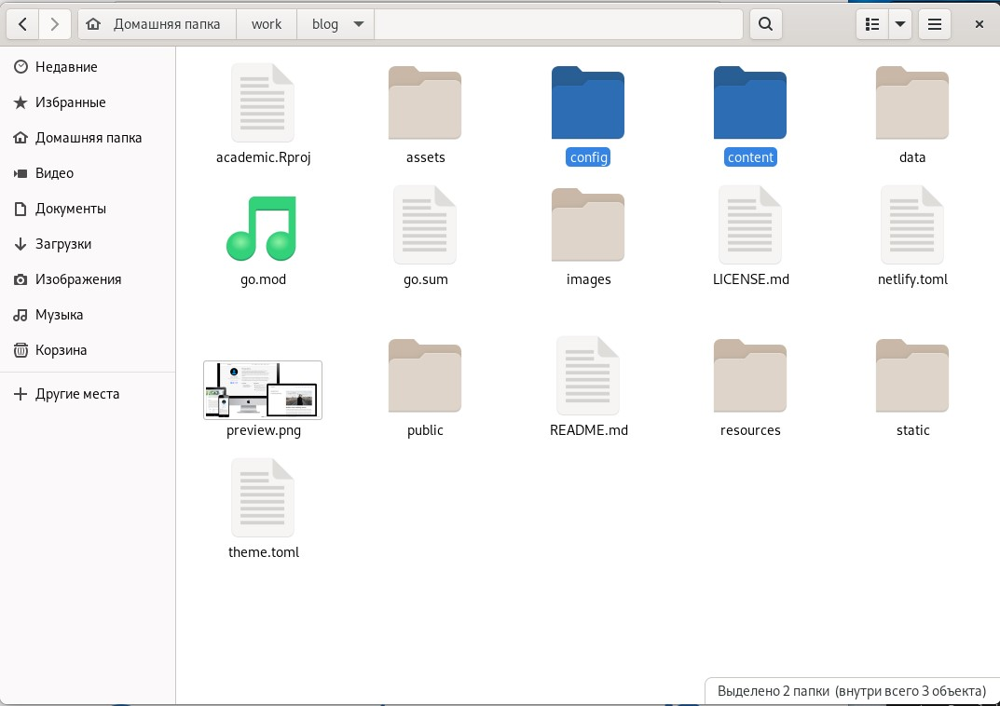 Домашняя папка work blog
Недавние
Избранные
Домашняя папка
Видео
Документы
Загрузки
Изображения
Музыка
Корзина
Другие места
academic.Rproj assets config content data
go.mod go.sum images LICENSE.md netlify.toml
preview.png public README.md resources static
theme.toml
Выделено 2 папки (внутри всего 3 объекта)